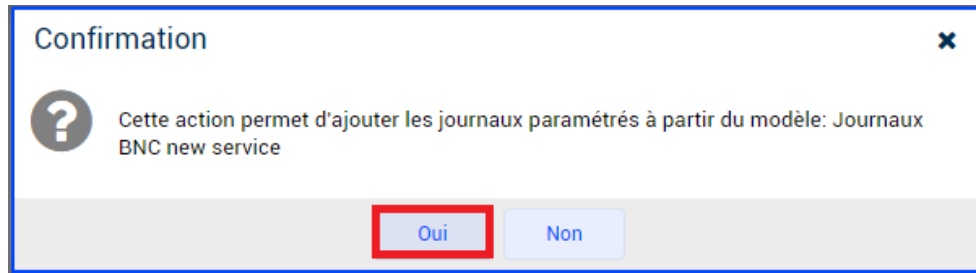 Confirmation
Cette action permet d'ajouter les journaux paramétrés à partir du modèle: Journaux
BNC new service
Oui
Non